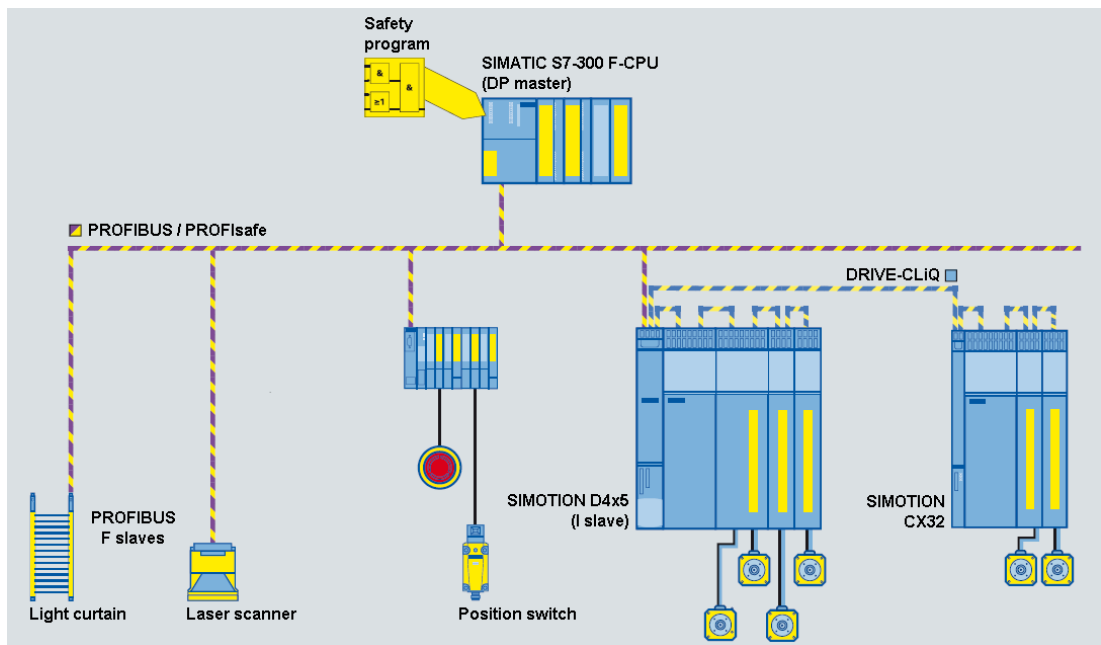 Safety
program
&
&
≥1
SIMATIC S7-300 F-CPU
(DP master)
PROFIBUS / PROFIsafe
DRIVE-CLiQ
PROFIBUS
F slaves
SIMOTION D4x5
(I slave)
SIMOTION
CX32
Light curtain
Laser scanner
Position switch